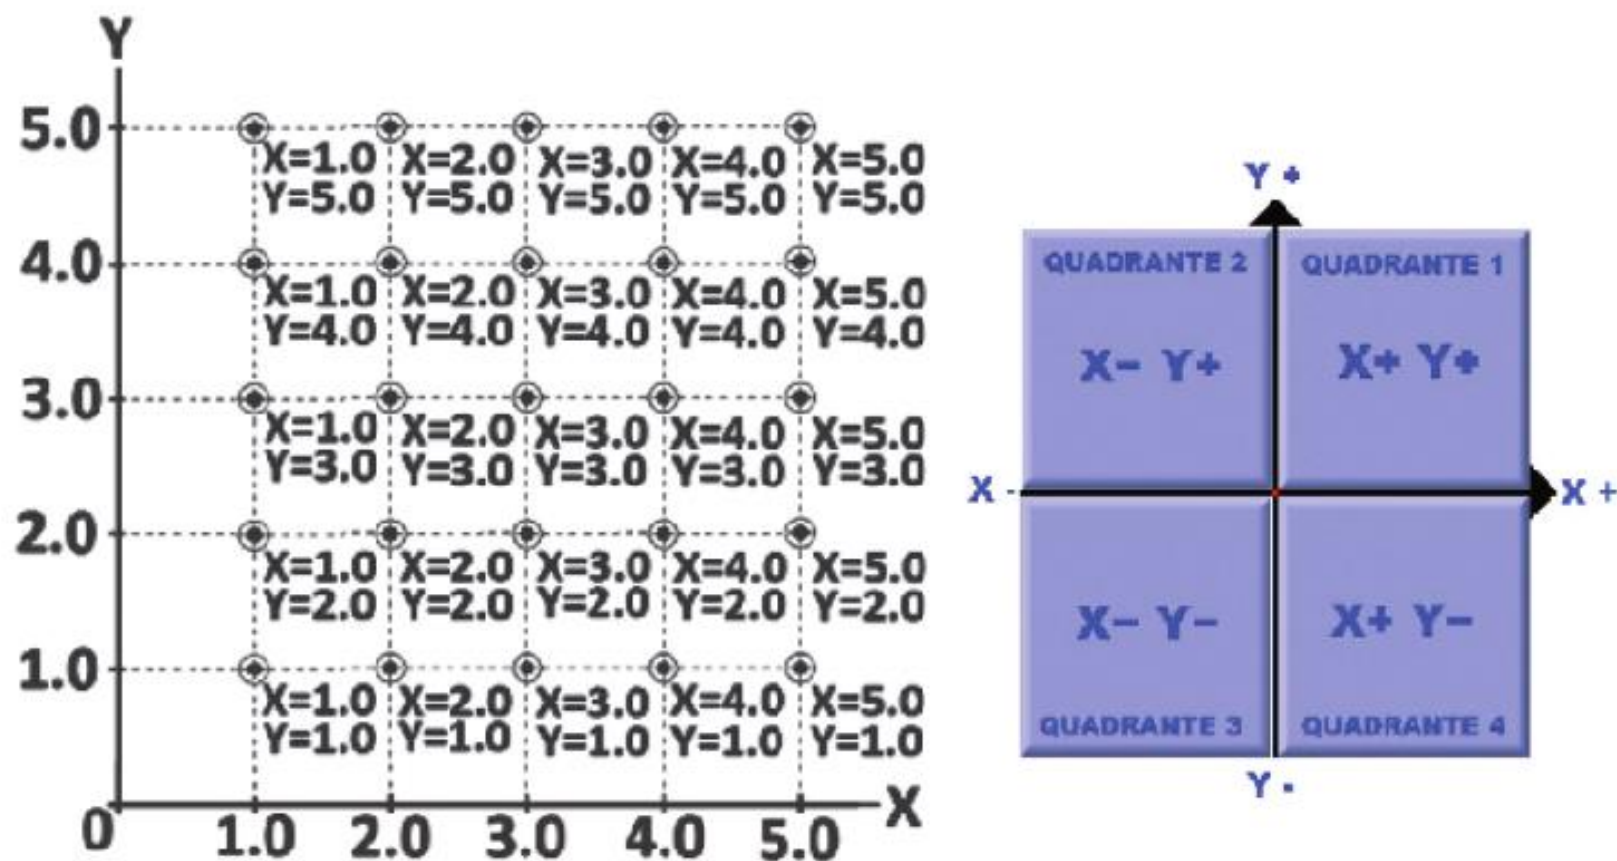 Y
5.0
X=1.0 X=2.0 X=3.0 X=4.0 X=5.0
Y=5.0 Y=5.0 Y=5.0 Y=5.0 Y=5.0
4.0
X=1.0 X=2.0 X=3.0 X=4.0 X=5.0
Y=4.0 Y=4.0 Y=4.0 Y=4.0 Y=4.0
3.0
X=1.0 X=2.0 X=3.0 X=4.0 X=5.0
Y=3.0 Y=3.0 Y=3.0 Y=3.0 Y=3.0
2.0
X=1.0 X=2.0 X=3.0 X=4.0 X=5.0
Y=2.0 Y=2.0 Y=2.0 Y=2.0 Y=2.0
1.0
X=1.0 X=2.0 X=3.0 X=4.0 X=5.0
Y=1.0 Y=1.0 Y=1.0 Y=1.0 Y=1.0
X
0 1.0 2.0 3.0 4.0 5.0
Y +
QUADRANTE 2 QUADRANTE 1
X- Y+ X+ Y+
X - X +
X- Y- X+ Y-
QUADRANTE 3 QUADRANTE 4
Y -